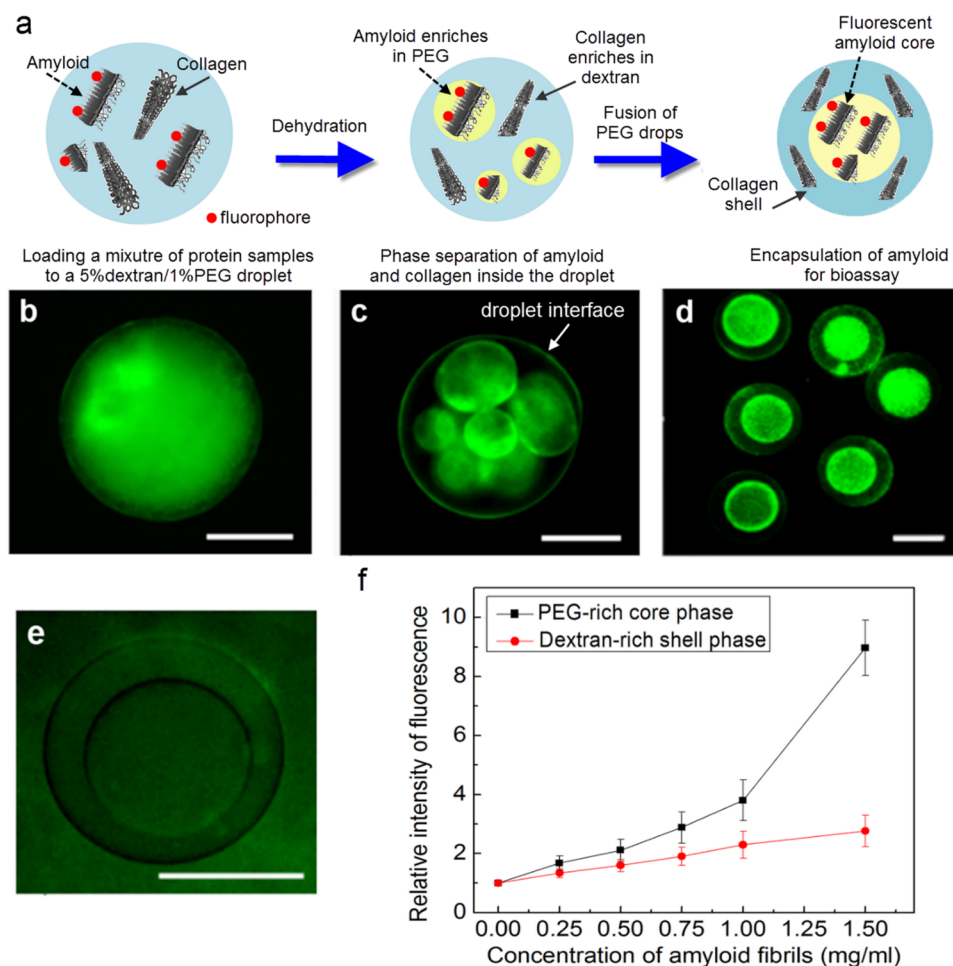 a
Amyloid
Collagen
fluorophore
Dehydration
Amyloid enriches
in PEG
Collagen
enriches in
dextran
Fusion of
PEG drops
Fluorescent
amyloid core
Collagen
shell
Loading a mixutre of protein samples
to a 5%dextran/1%PEG droplet
Phase separation of amyloid
and collagen inside the droplet
Encapsulation of amyloid
for bioassay
b
c
droplet interface
d
e
f
Relative intensity of fluorescence
10
8
6
4
2
0
PEG-rich core phase
Dextran-rich shell phase
0.00 0.25 0.50 0.75 1.00 1.25 1.50
Concentration of amyloid fibrils (mg/ml)